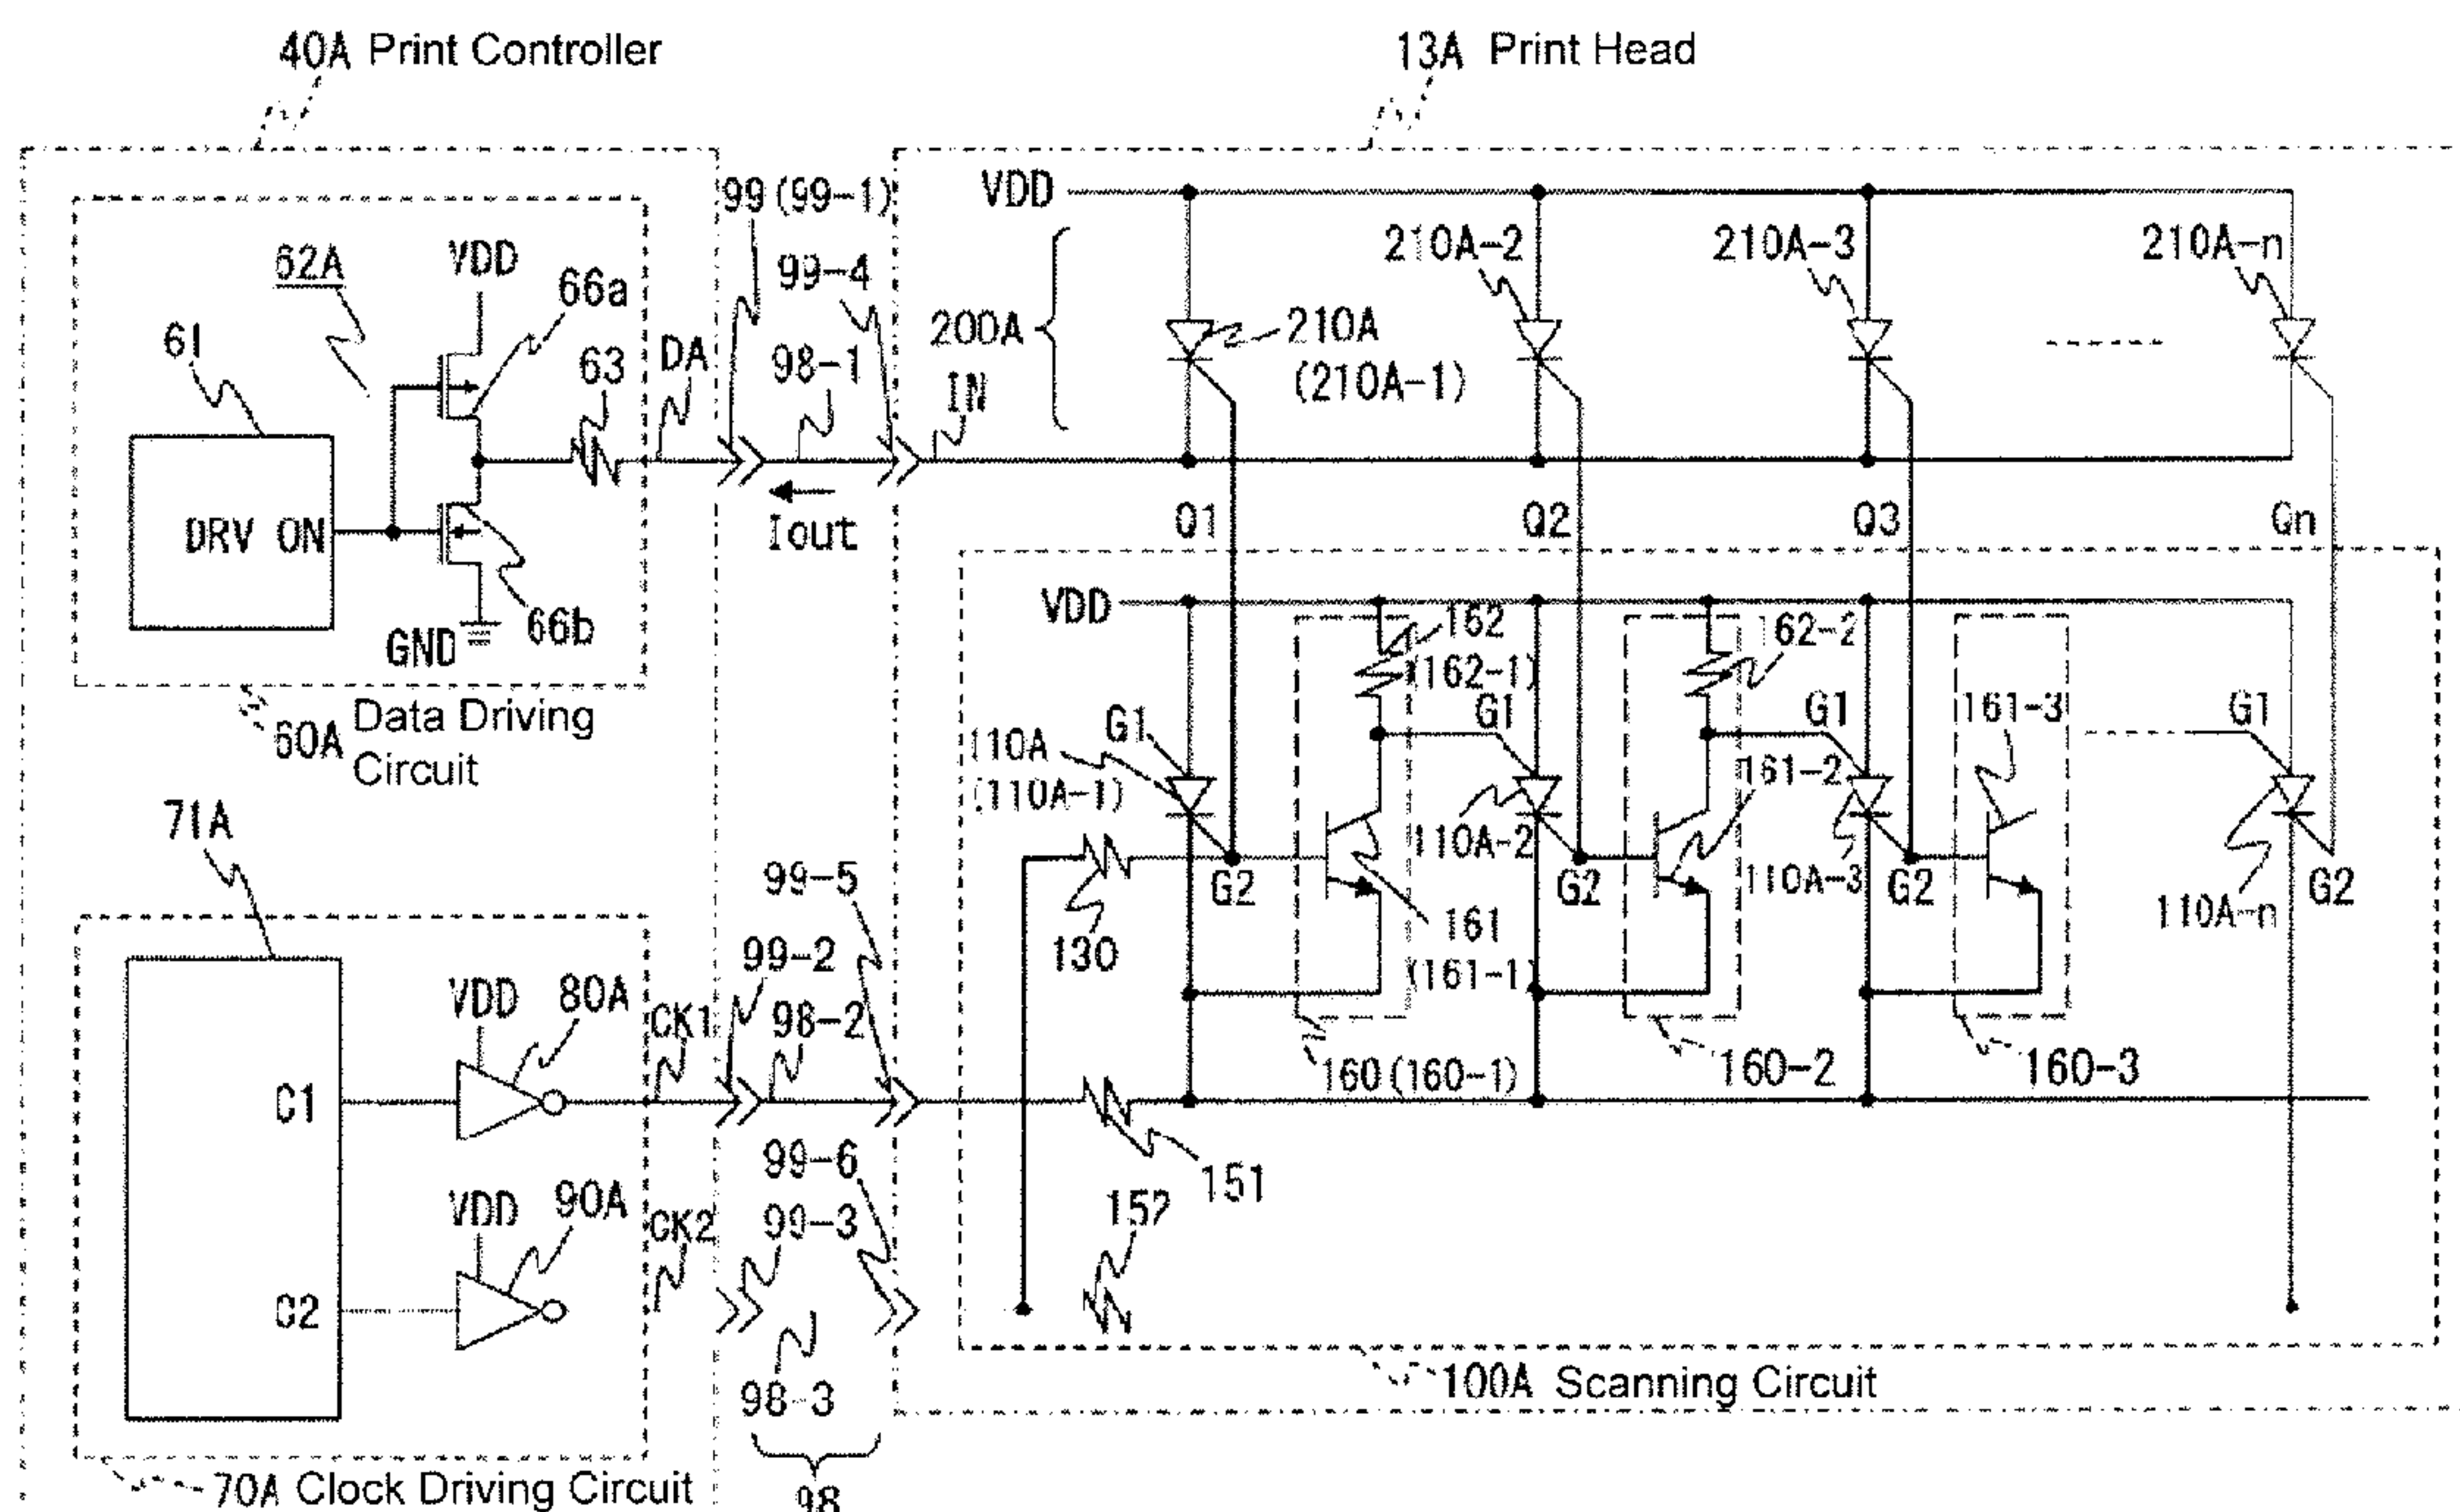 40A Print Controller
13A Print Head
99 (99-1)
VDD
62A
VDD
66a
99-4
210A-2
210A-3
210A-n
200A
210A
(210A-1)
61
63
DA
98-1
IN
DRV ON
Iout
Q1
Q2
Q3
Qn
GND
66b
VDD
162
(162-1)
162-2
60A
Data Driving
Circuit
G1
G1
G1
161-3
G1
110A
(110A-1)
161-2
71A
110A-2
110A-3
99-5
G2
G2
G2
G2
110A-n
130
161
(161-1)
99-2
VDD
80A
CK1
98-2
C1
160 (160-1)
160-2
160-3
99-6
151
VDD
90A
CK2
99-3
152
C2
98-3
100A Scanning Circuit
70A Clock Driving Circuit
98